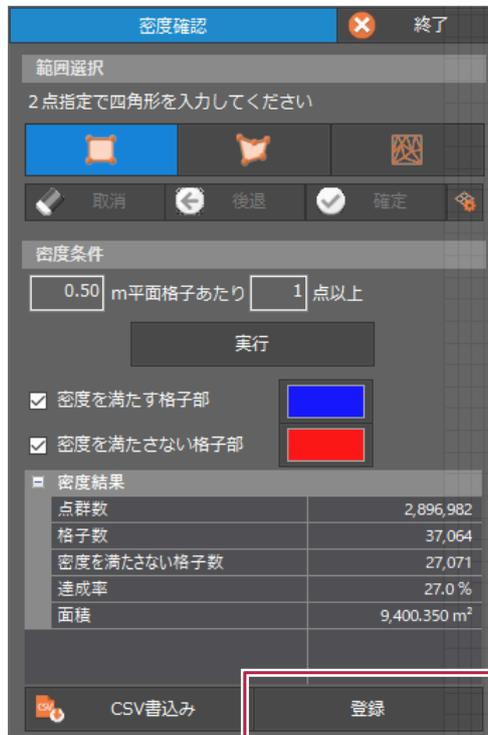 密度確認 終了
範囲選択
2点指定で四角形を入力してください
取消 後退 確定
密度条件
0.50 m平面格子あたり 1 点以上
実行
密度を満たす格子部
密度を満たさない格子部
密度結果
点群数 2,896,982
格子数 37,064
密度を満たさない格子数 27,071
達成率 27.0 %
面積 9,400.350 m²
CSV CSV書込み 登録